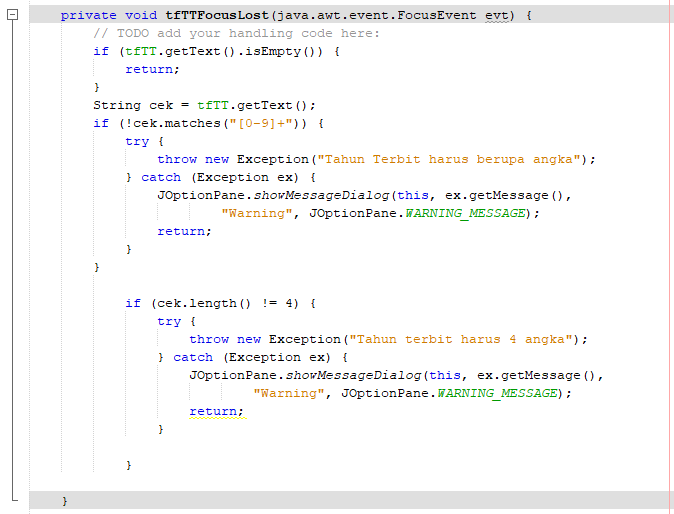 private void tfTTFocusLost(java.awt.event.FocusEvent evt) {
// TODO add your handling code here:
if (tfTT.getText().isEmpty()) {
return;
}
String cek = tfTT.getText();
if (!cek.matches("[0-9]+")) {
try {
throw new Exception("Tahun Terbit harus berupa angka");
} catch (Exception ex) {
JOptionPane.showMessageDialog(this, ex.getMessage(),
"Warning", JOptionPane.WARNING_MESSAGE);
return;
}
}
if (cek.length() != 4) {
try {
throw new Exception("Tahun terbit harus 4 angka");
} catch (Exception ex) {
JOptionPane.showMessageDialog(this, ex.getMessage(),
"Warning", JOptionPane.WARNING_MESSAGE);
return;
}
}
}